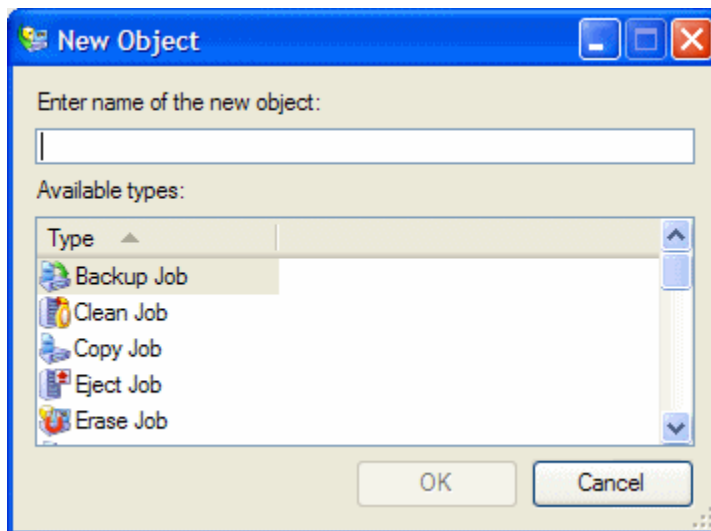 New Object
Enter name of the new object:
Available types:
Type
Backup Job
Clean Job
Copy Job
Eject Job
Erase Job
OK Cancel